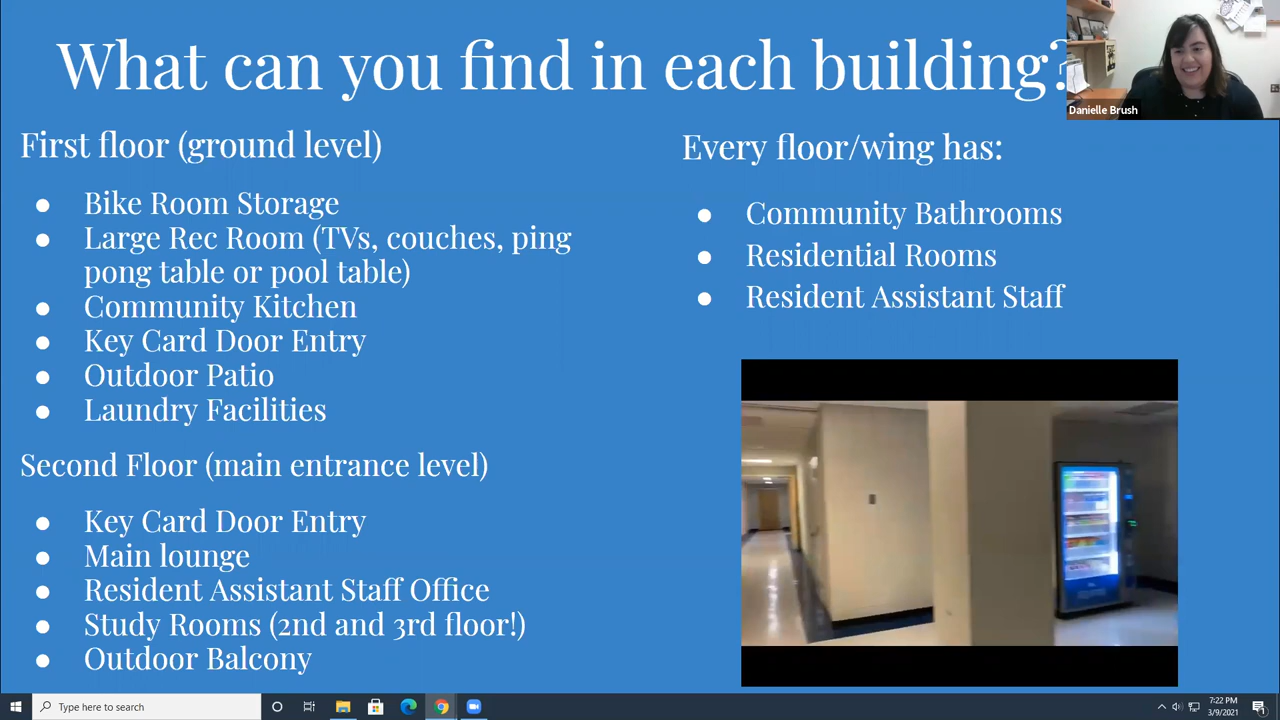 What can you find in each building?
Danielle Brush
First floor (ground level)
● Bike Room Storage
● Large Rec Room (TVs, couches, ping
pong table or pool table)
● Community Kitchen
● Key Card Door Entry
● Outdoor Patio
● Laundry Facilities
Second Floor (main entrance level)
● Key Card Door Entry
● Main lounge
● Resident Assistant Staff Office
● Study Rooms (2nd and 3rd floor!)
● Outdoor Balcony
Every floor/wing has:
● Community Bathrooms
● Residential Rooms
● Resident Assistant Staff
Type here to search
7:22 PM
3/9/2021
1